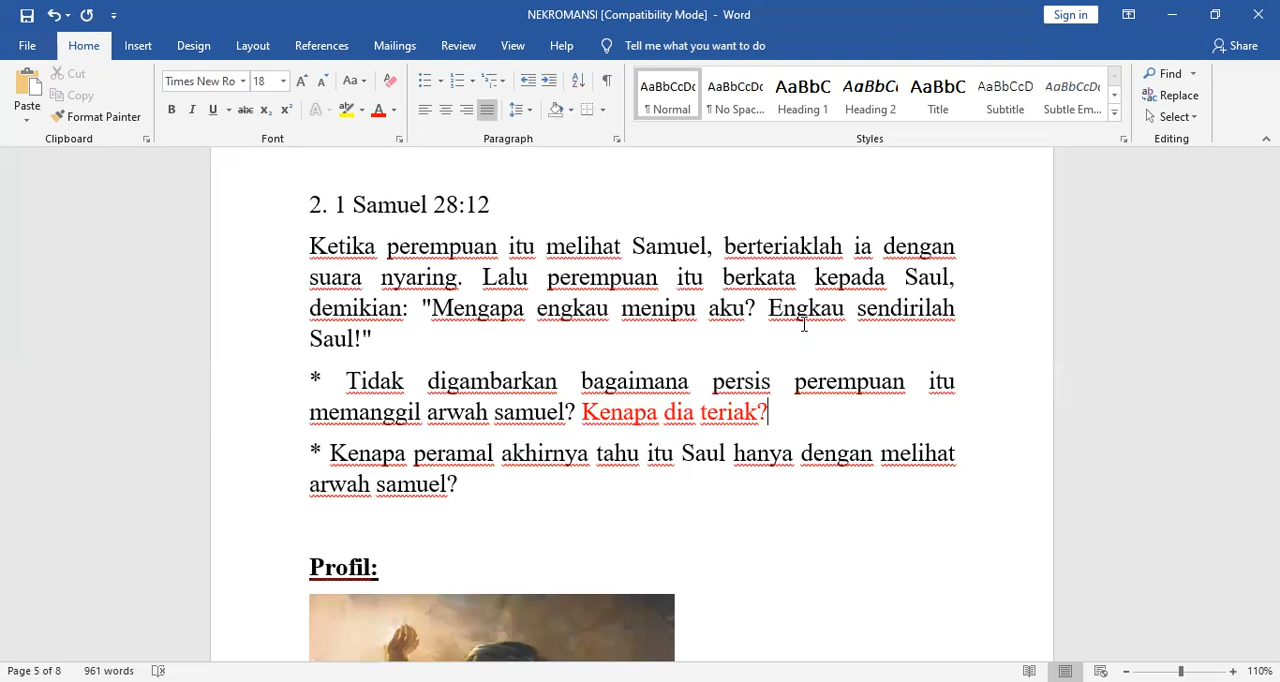 NEKROMANSI [Compatibility Mode] - Word
Sign in
File Home Insert Design Layout References Mailings Review View Help Tell me what you want to do Share
Paste
Cut
Copy
Format Painter
Times New Ro 18
Aa
B I U abc x₂ x²
A A
AaBbCcDc AaBbCcDc AaBbC AaBbCc AaBbC AaBbCcD AaBbCcDc
¶ Normal ¶ No Spac... Heading 1 Heading 2 Title Subtitle Subtle Em...
Find
Replace
Select
Clipboard Font Paragraph Styles Editing
2. 1 Samuel 28:12
Ketika perempuan itu melihat Samuel, berteriaklah ia dengan
suara nyaring. Lalu perempuan itu berkata kepada Saul,
demikian: "Mengapa engkau menipu aku? Engkau sendirilah
Saul!"
* Tidak digambarkan bagaimana persis perempuan itu
memanggil arwah samuel? Kenapa dia teriak?
* Kenapa peramal akhirnya tahu itu Saul hanya dengan melihat
arwah samuel?
Profil:
Page 5 of 8 961 words 110%